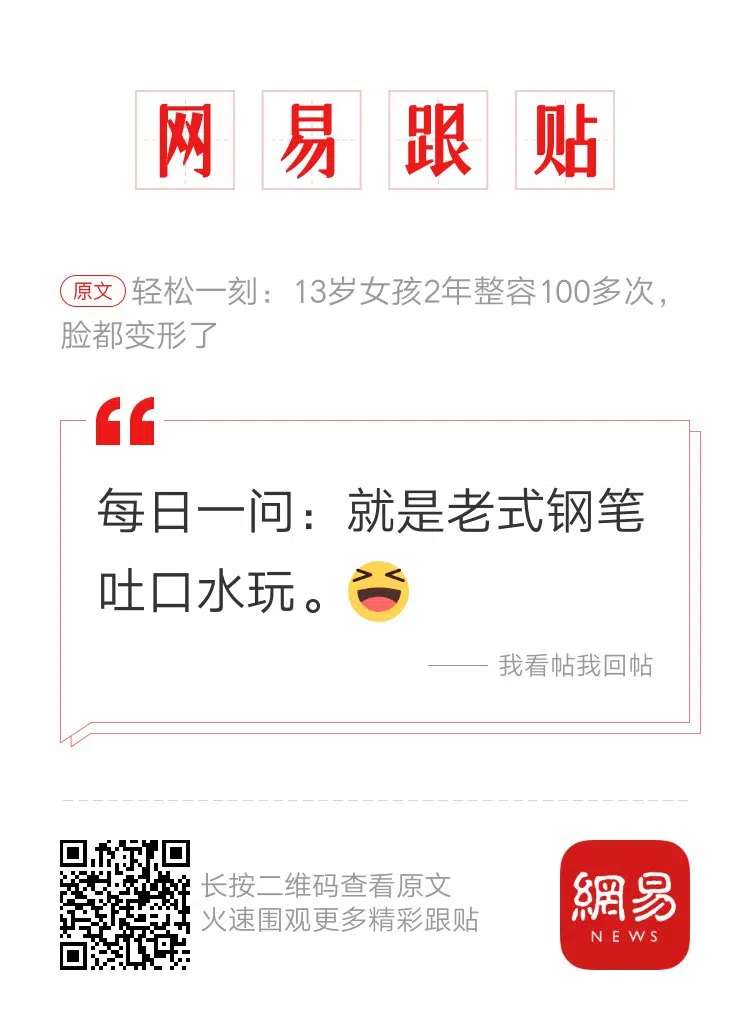 网易跟贴
原文 轻松一刻：13岁女孩2年整容100多次，
脸都变形了
每日一问：就是老式钢笔
吐口水玩。😆
—— 我看帖我回帖
长按二维码查看原文
火速围观更多精彩跟贴
網易
NEWS